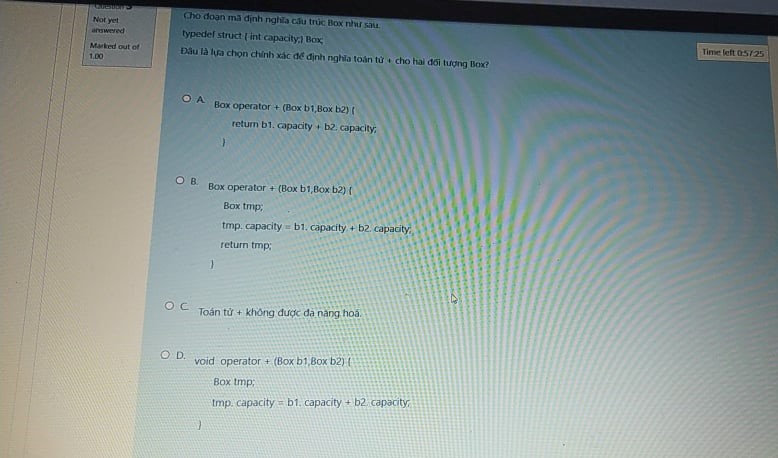 Question 3
Not yet
answered
Marked out of
1.00
Cho đoạn mã định nghĩa cấu trúc Box như sau.
typedef struct { int capacity;} Box;
Đâu là lựa chọn chính xác để định nghĩa toán tử + cho hai đối tượng Box?
Time left 0:57:25
A. Box operator + (Box b1,Box b2) {
return b1. capacity + b2. capacity;
}
B. Box operator + (Box b1,Box b2) {
Box tmp;
tmp. capacity = b1. capacity + b2. capacity;
return tmp;
}
C. Toán tử + không được đa năng hoá.
D. void operator + (Box b1,Box b2) {
Box tmp;
tmp. capacity = b1. capacity + b2. capacity;
}